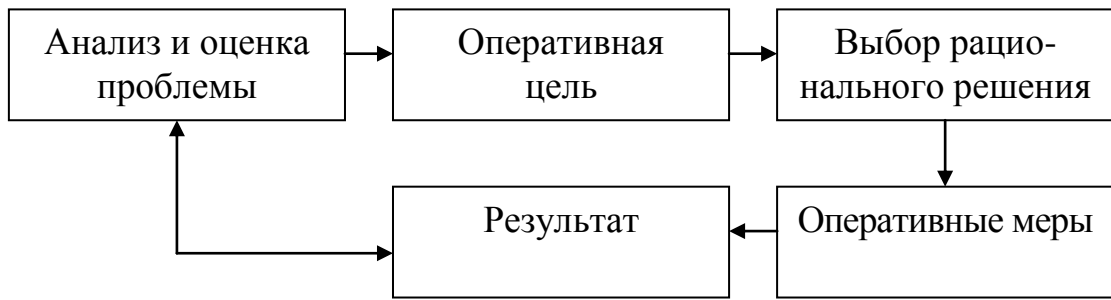 Анализ и оценка
проблемы
Оперативная
цель
Выбор рацио-
нального решения
Результат
Оперативные меры